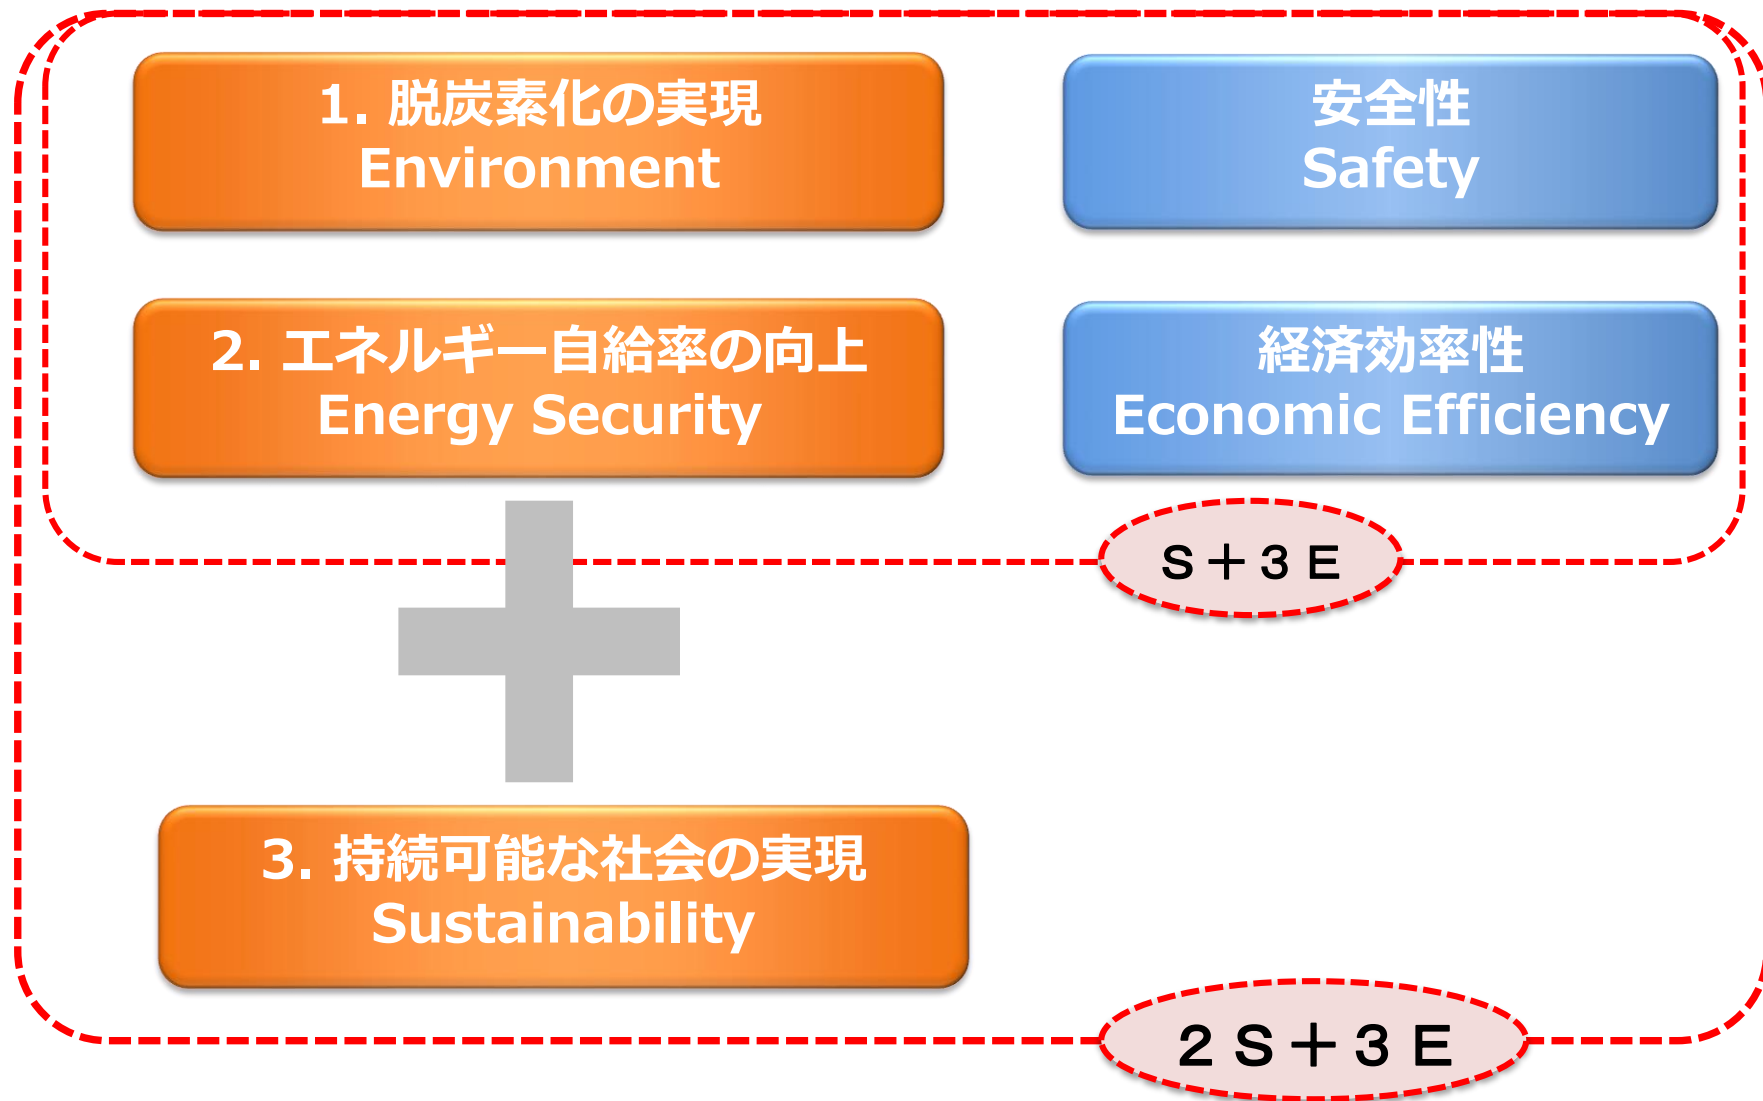 1. 脱炭素化の実現
Environment
安全性
Safety
2. エネルギー自給率の向上
Energy Security
経済効率性
Economic Efficiency
S＋３E
3. 持続可能な社会の実現
Sustainability
２S＋３E